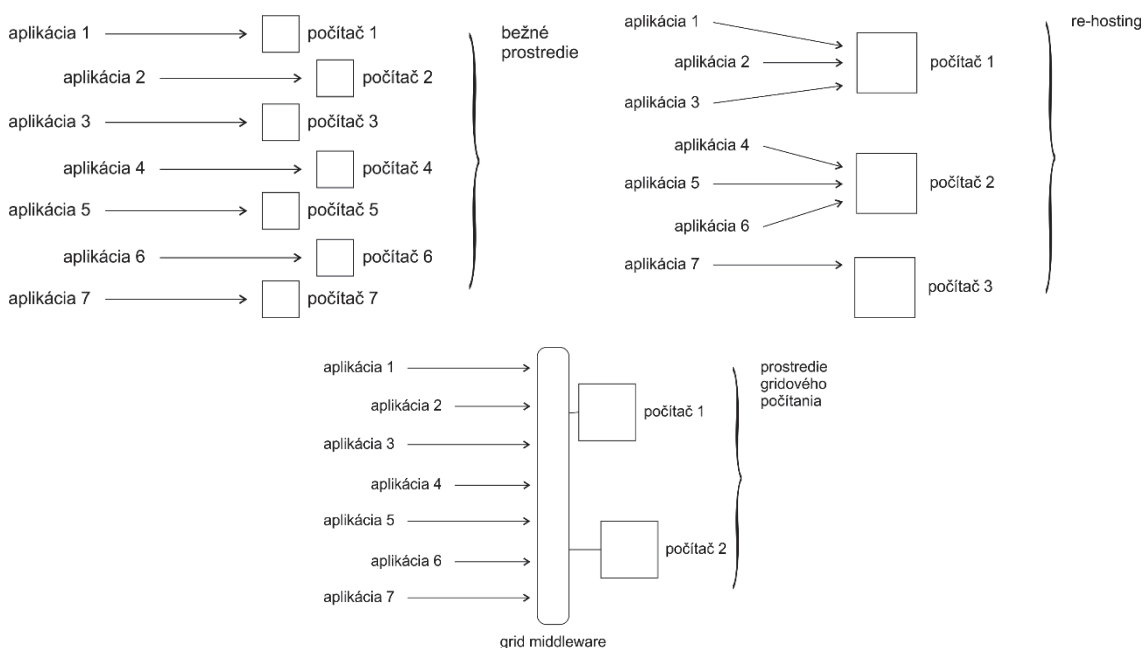 aplikácia 1
počítač 1
aplikácia 2
počítač 2
aplikácia 3
počítač 3
aplikácia 4
počítač 4
aplikácia 5
počítač 5
aplikácia 6
počítač 6
aplikácia 7
počítač 7
bežné
prostredie
aplikácia 1
aplikácia 2
počítač 1
aplikácia 3
aplikácia 4
aplikácia 5
počítač 2
aplikácia 6
aplikácia 7
počítač 3
re-hosting
aplikácia 1
aplikácia 2
počítač 1
aplikácia 3
aplikácia 4
aplikácia 5
počítač 2
aplikácia 6
aplikácia 7
prostredie
gridového
počítania
grid middleware